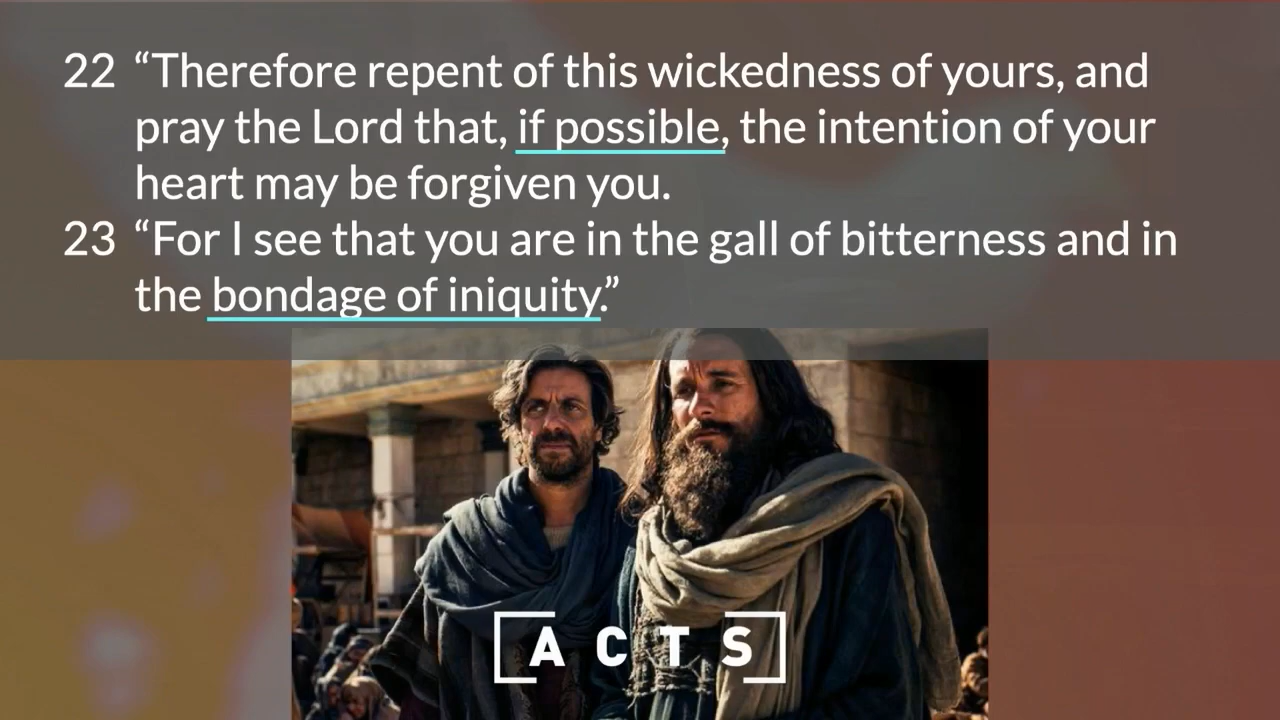 22 “Therefore repent of this wickedness of yours, and
pray the Lord that, if possible, the intention of your
heart may be forgiven you.
23 “For I see that you are in the gall of bitterness and in
the bondage of iniquity.”
[ACTS]